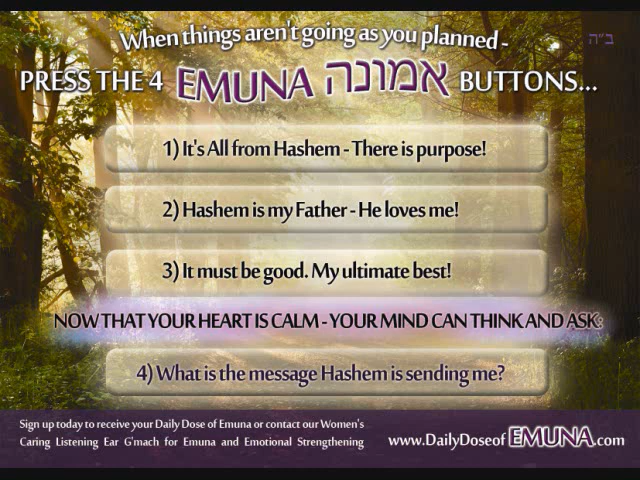 When things aren't going as you planned -
ב"ה
PRESS THE 4 EMUNA אמונה BUTTONS...
1) It's All from Hashem - There is purpose!
2) Hashem is my Father - He loves me!
3) It must be good. My ultimate best!
NOW THAT YOUR HEART IS CALM - YOUR MIND CAN THINK AND ASK:
4) What is the message Hashem is sending me?
Sign up today to receive your Daily Dose of Emuna or contact our Women's
Caring Listening Ear G'mach for Emuna and Emotional Strengthening
www.DailyDoseofEMUNA.com